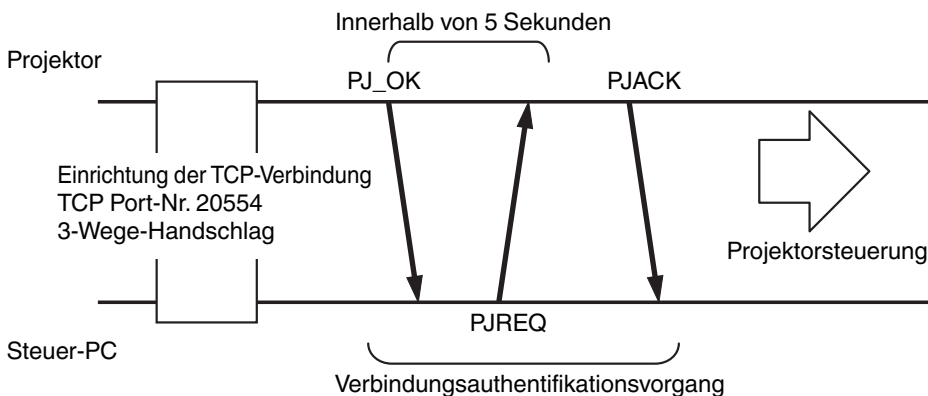 Innerhalb von 5 Sekunden
Projektor
PJ_OK
PJACK
Einrichtung der TCP-Verbindung
TCP Port-Nr. 20554
3-Wege-Handschlag
Projektorsteuerung
PJREQ
Steuer-PC
Verbindungsauthentifikationsvorgang